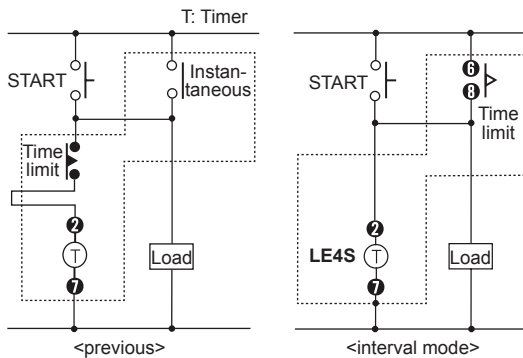 T: Timer
START
Instan-
taneous
Time
limit
2
T
7
Load
<previous>
START
6
8
Time
limit
2
LE4S
T
7
Load
<interval mode>